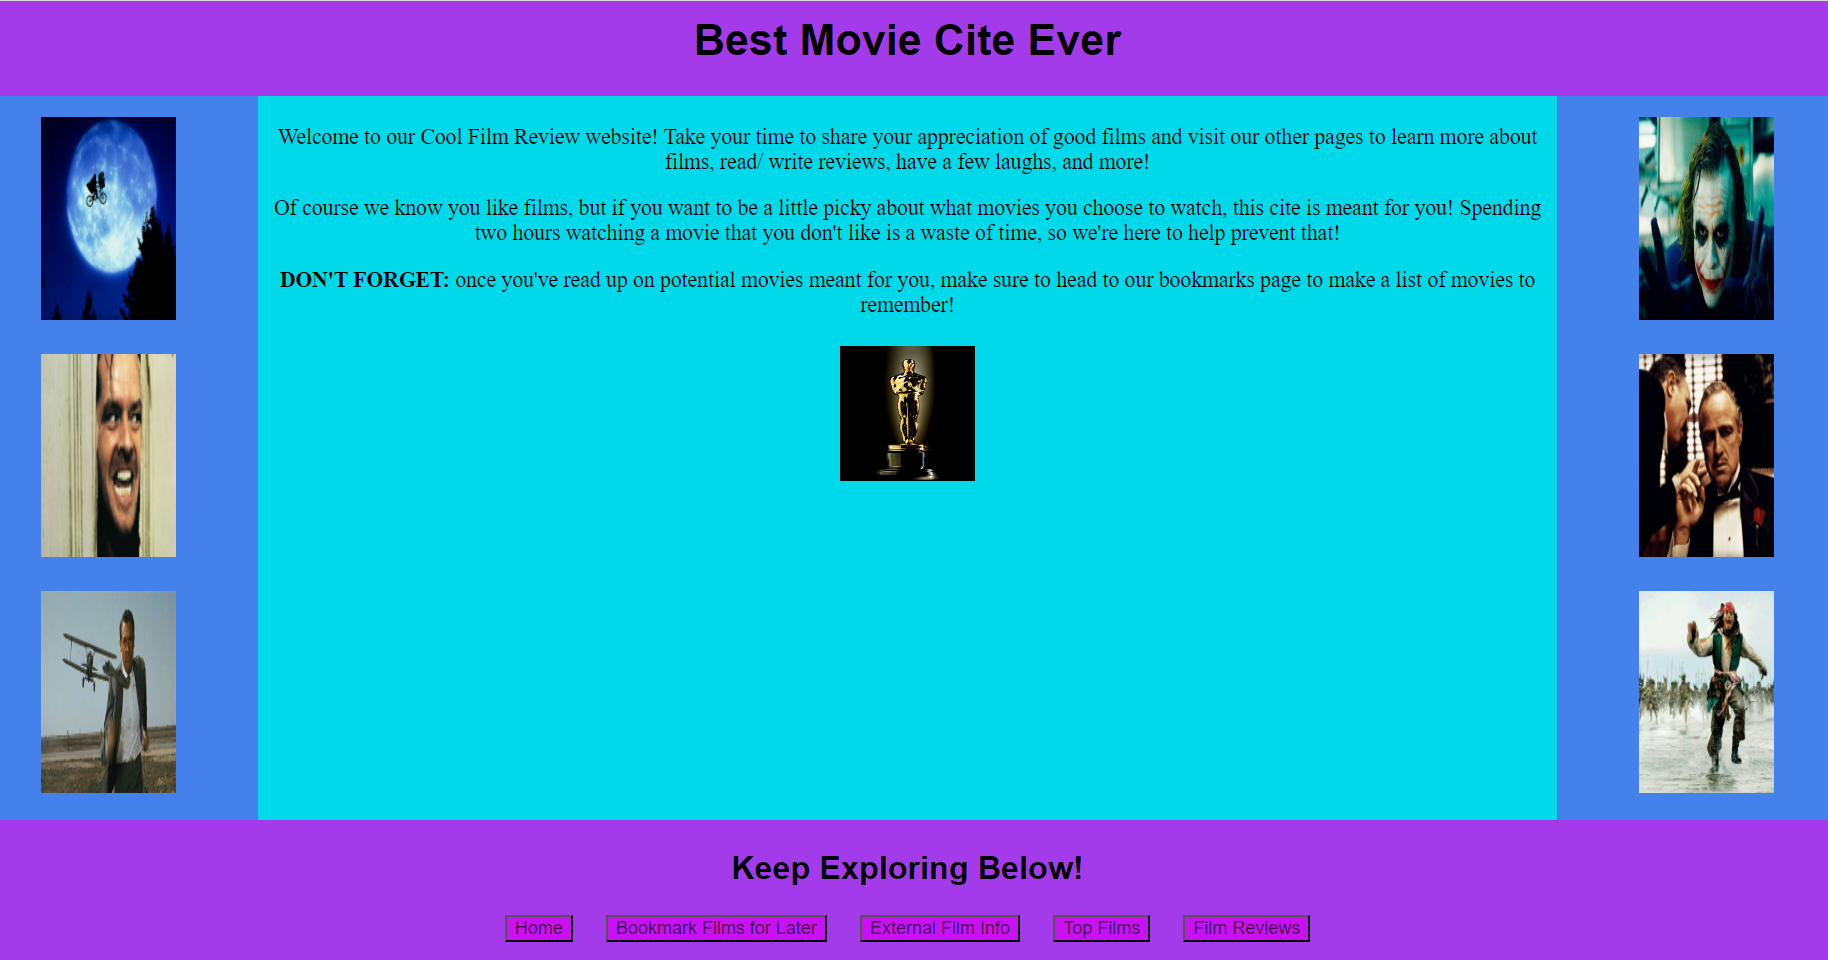 Best Movie Cite Ever
Welcome to our Cool Film Review website! Take your time to share your appreciation of good films and visit our other pages to learn more about
films, read/ write reviews, have a few laughs, and more!
Of course we know you like films, but if you want to be a little picky about what movies you choose to watch, this cite is meant for you! Spending
two hours watching a movie that you don't like is a waste of time, so we're here to help prevent that!
DON'T FORGET: once you've read up on potential movies meant for you, make sure to head to our bookmarks page to make a list of movies to
remember!
Keep Exploring Below!
Home Bookmark Films for Later External Film Info Top Films Film Reviews